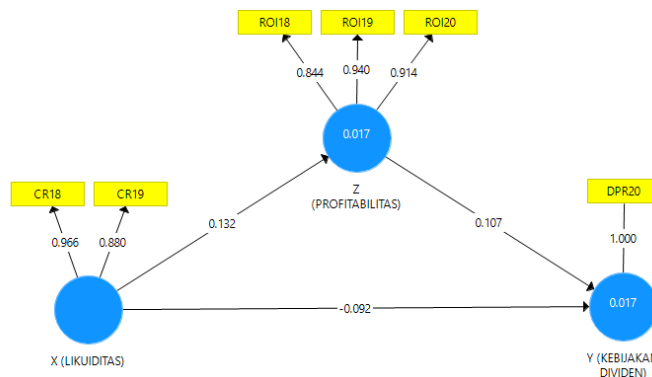 ROI18
ROI19
ROI20
0.844
0.940
0.914
0.017
Z
(PROFITABILITAS)
CR18
CR19
0.966
0.880
0.132
0.107
DPR20
1.000
-0.092
0.017
X (LIKUIDITAS)
Y (KEBIJAKAN
DIVIDEN)